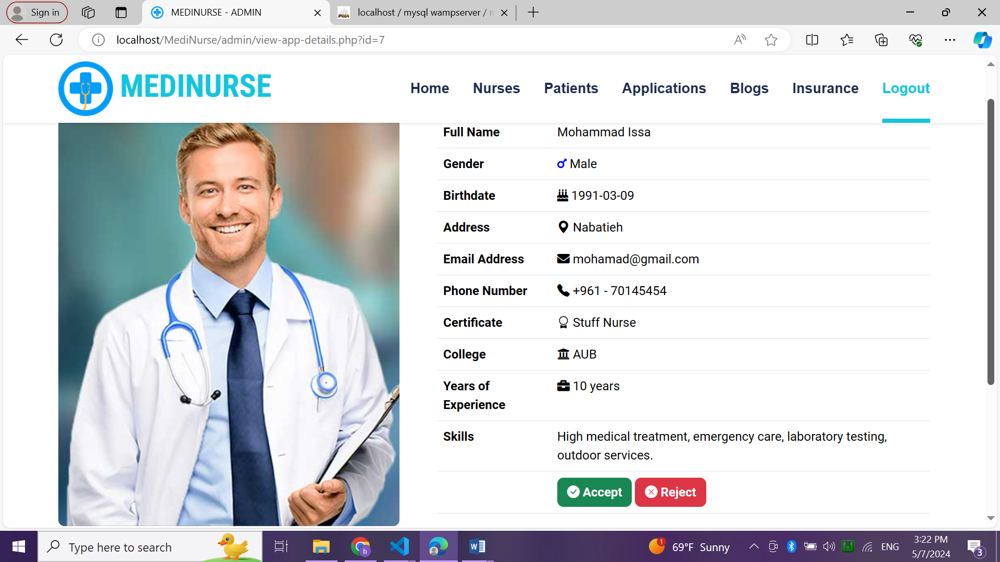 Sign in
MEDINURSE - ADMIN
localhost / mysql wampserver /
localhost/MediNurse/admin/view-app-details.php?id=7
MEDINURSE
Home Nurses Patients Applications Blogs Insurance Logout
Full Name Mohammad Issa
Gender Male
Birthdate 1991-03-09
Address Nabatieh
Email Address mohamad@gmail.com
Phone Number +961 - 70145454
Certificate Stuff Nurse
College AUB
Years of Experience 10 years
Skills High medical treatment, emergency care, laboratory testing,
outdoor services.
Accept Reject
Type here to search
1
69°F Sunny
ENG
3:22 PM
5/7/2024
3